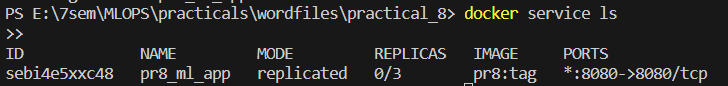 PS E:\7sem\MLOPS\practicals\wordfiles\practical_8> docker service ls
>>
ID NAME MODE REPLICAS IMAGE PORTS
sebi4e5xxc48 pr8_ml_app replicated 0/3 pr8:tag *:8080->8080/tcp